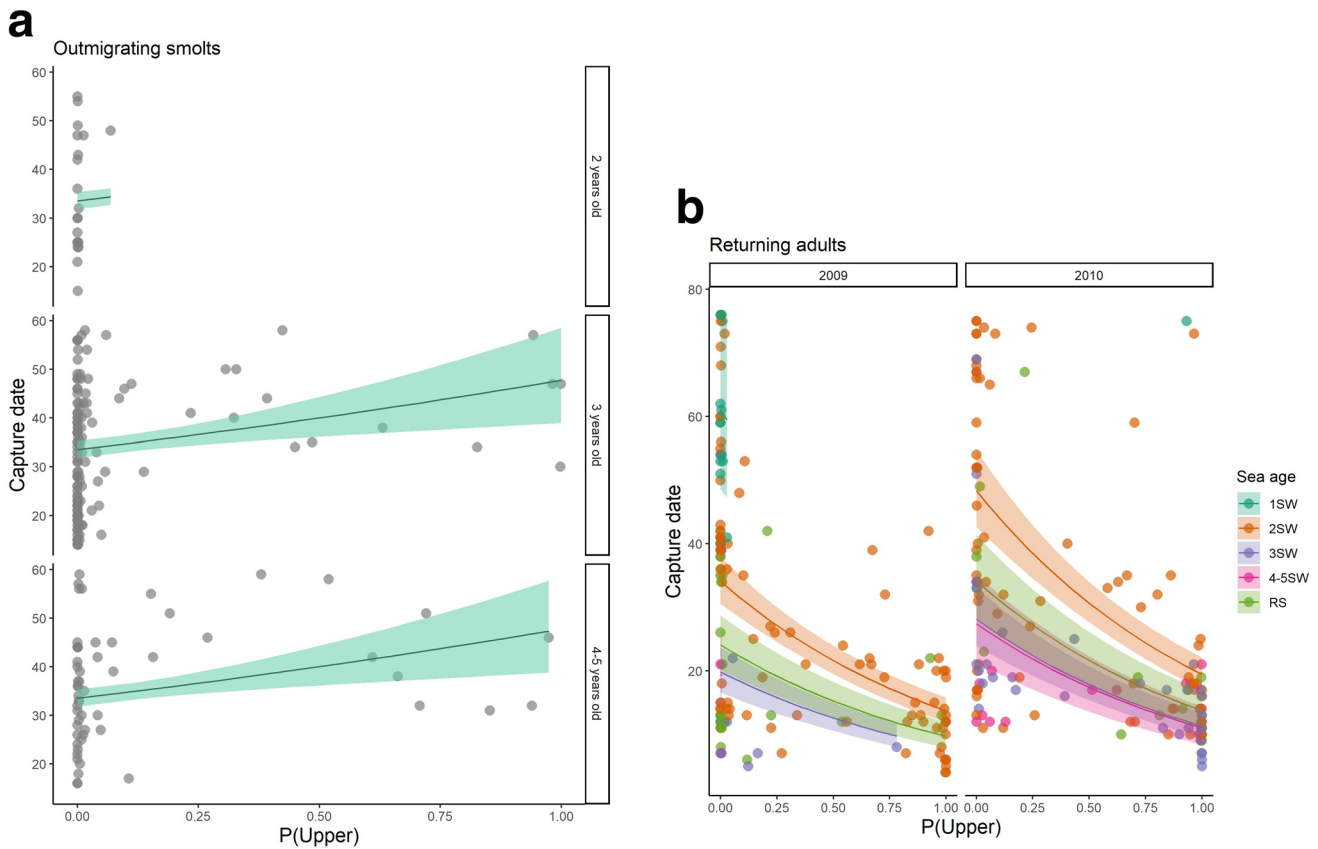 a
Outmigrating smolts
60
50
40
30
20
2 years old
60
50
40
30
20
3 years old
60
50
40
30
20
4-5 years old
Capture date
0.00 0.25 0.50 0.75 1.00
P(Upper)
b
Returning adults
2009 2010
80
60
40
20
Capture date
0.00 0.25 0.50 0.75 1.00 0.00 0.25 0.50 0.75 1.00
P(Upper)
Sea age
1SW
2SW
3SW
4-5SW
RS